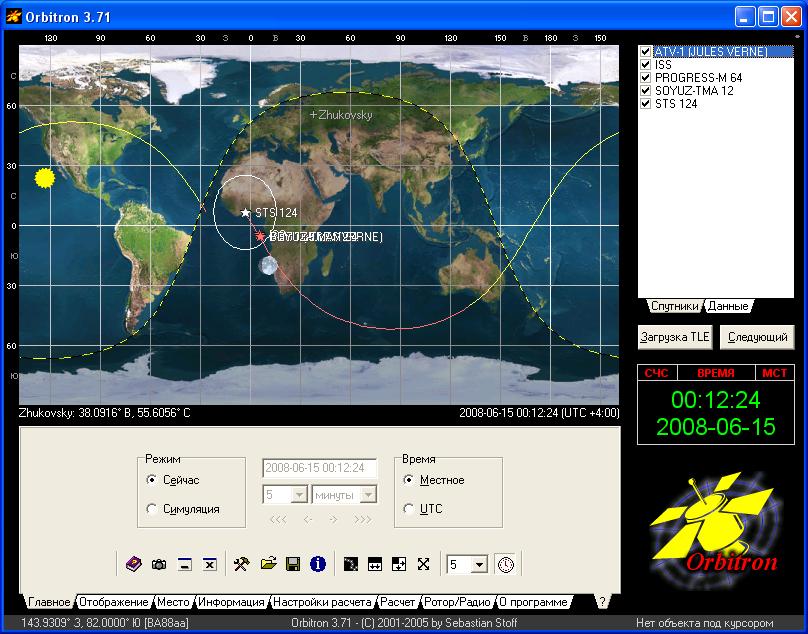 Orbitron 3.71
120 90 60 30 З 0 В 30 60 90 120 150 В 180 З 150
С
60
30
С
0
Ю
30
60
Ю
Zhukovsky
STS 124
ATV-1 (JULES VERNE)
ISS
PROGRESS-M 64
SOYUZ-TMA 12
STS 124
Спутники Данные
Загрузка TLE Следующий
СЧС ВРЕМЯ МСТ
00:12:24
2008-06-15
Zhukovsky: 38.0916° В, 55.6056° С 2008-06-15 00:12:24 (UTC +4:00)
Режим
Сейчас
Симуляция
2008-06-15 00:12:24
5 минуты
<<< <- -> >>>
Время
Местное
UTC
5
Orbitron
Главное Отображение Место Информация Настройки расчета Расчет Ротор/Радио О программе ?
143.9309° З, 82.0000° Ю [BA88aa] Orbitron 3.71 - (C) 2001-2005 by Sebastian Stoff Нет объекта под курсором